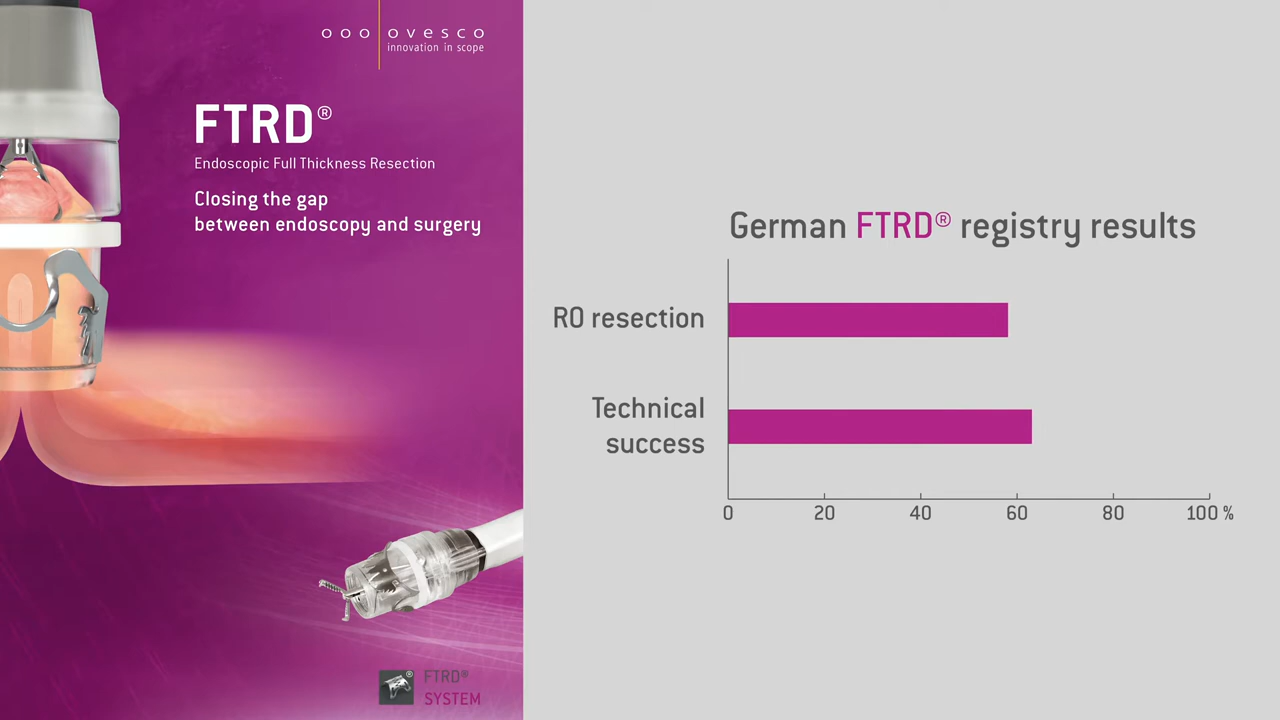 ooo ovesco
innovation in scope
FTRD®
Endoscopic Full Thickness Resection
Closing the gap
between endoscopy and surgery
FTRD®
SYSTEM
German FTRD® registry results
R0 resection
Technical
success
0 20 40 60 80 100 %